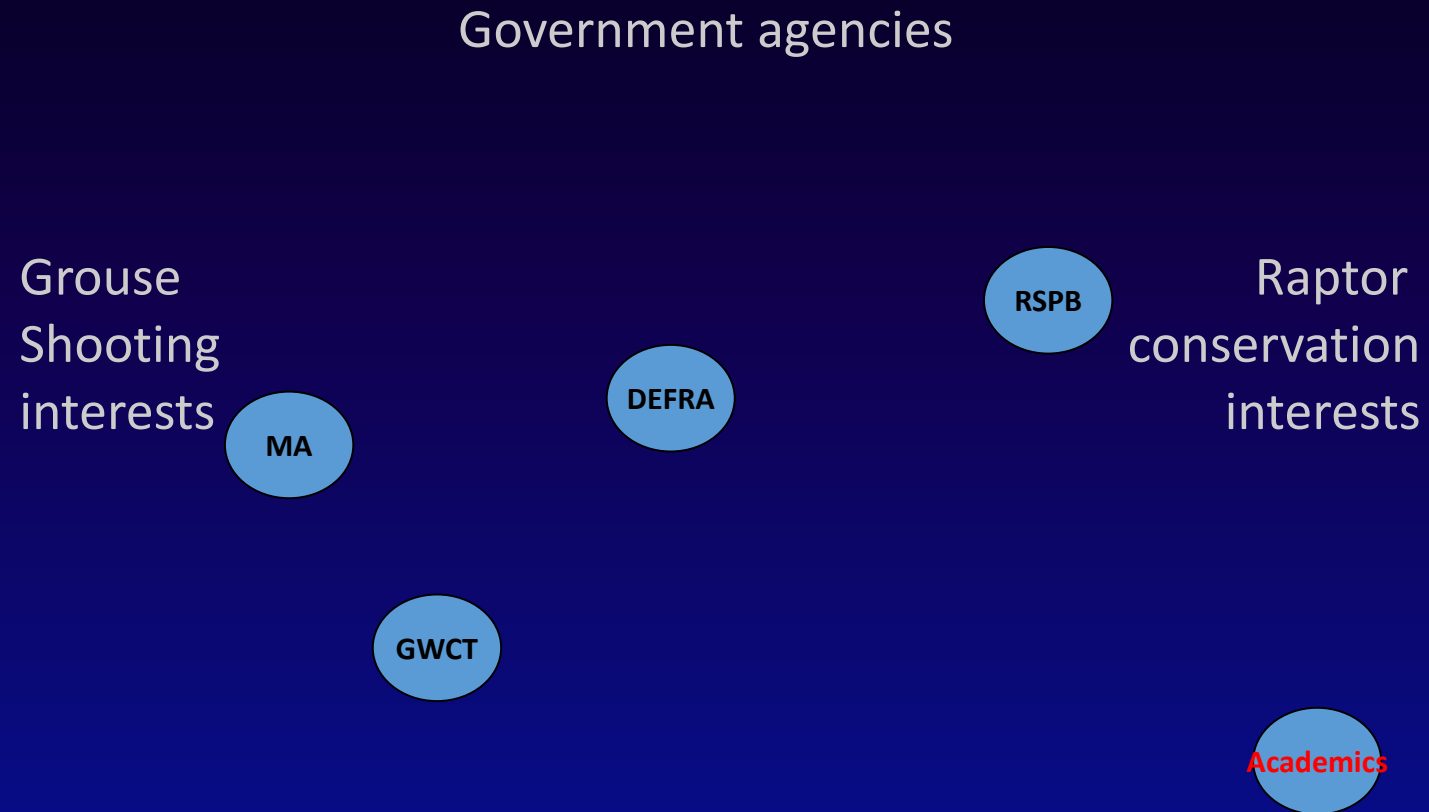 Government agencies
Grouse
Shooting
interests
RSPB
Raptor
conservation
interests
DEFRA
MA
GWCT
Academics